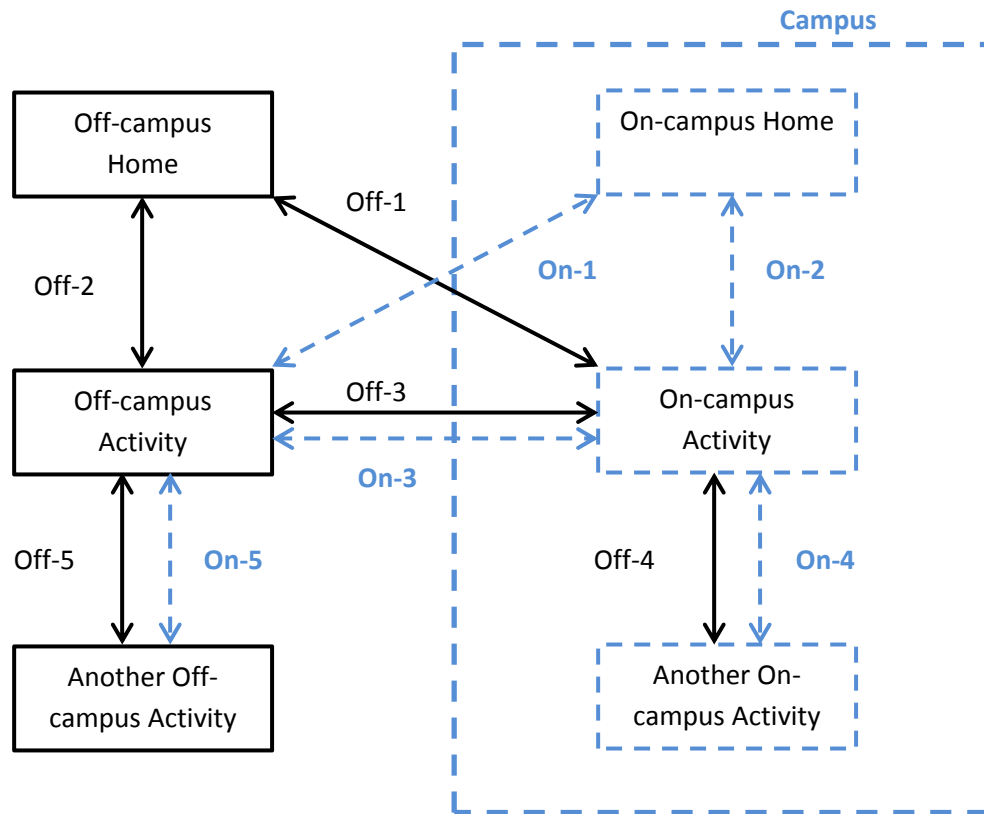 Campus
Off-campus
Home
On-campus Home
Off-1
On-1
Off-2
On-2
Off-campus
Activity
Off-3
On-campus
Activity
On-3
Off-5
On-5
Off-4
On-4
Another Off-
campus Activity
Another On-
campus Activity